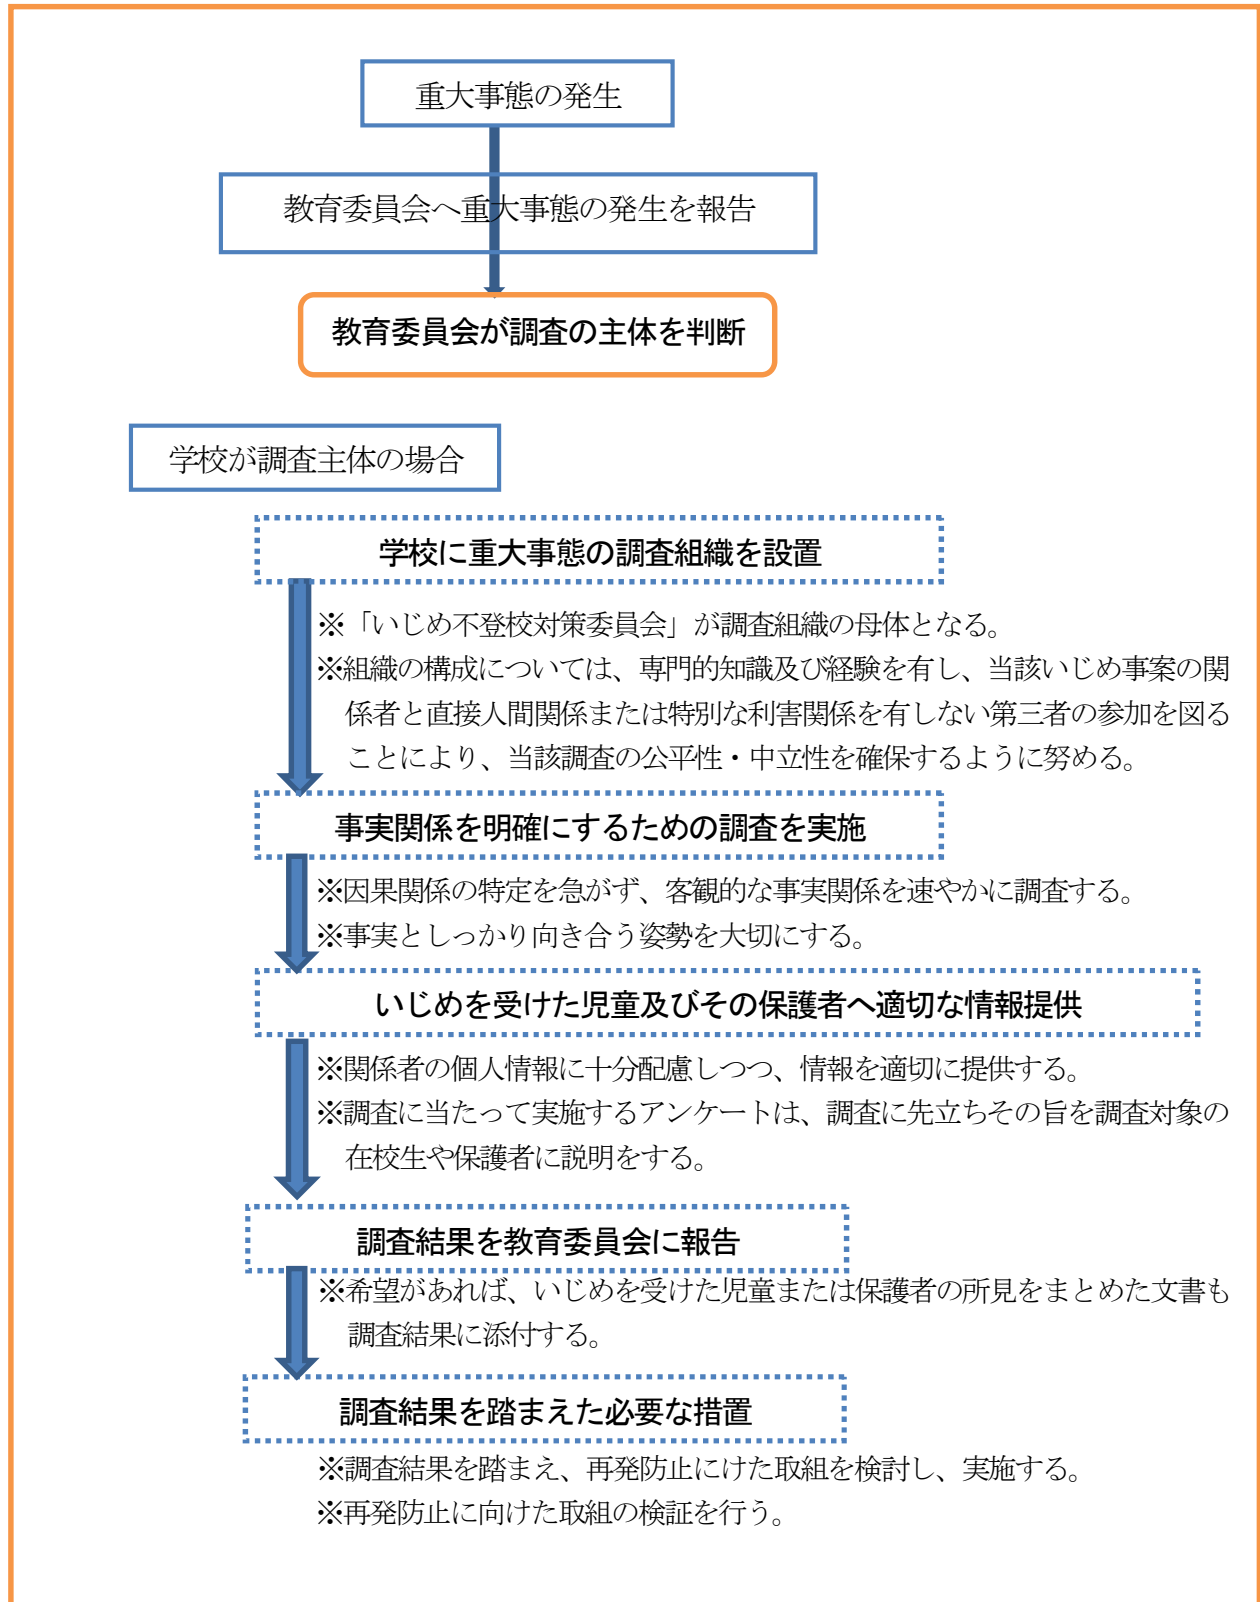 重大事態の発生
教育委員会へ重大事態の発生を報告
教育委員会が調査の主体を判断
学校が調査主体の場合
学校に重大事態の調査組織を設置
※「いじめ不登校対策委員会」が調査組織の母体となる。
※組織の構成については、専門的知識及び経験を有し、当該いじめ事案の関
係者と直接人間関係または特別な利害関係を有しない第三者の参加を図る
ことにより、当該調査の公平性・中立性を確保するように努める。
事実関係を明確にするための調査を実施
※因果関係の特定を急がず、客観的な事実関係を速やかに調査する。
※事実としっかり向き合う姿勢を大切にする。
いじめを受けた児童及びその保護者へ適切な情報提供
※関係者の個人情報に十分配慮しつつ、情報を適切に提供する。
※調査に当たって実施するアンケートは、調査に先立ちその旨を調査対象の
在校生や保護者に説明をする。
調査結果を教育委員会に報告
※希望があれば、いじめを受けた児童または保護者の所見をまとめた文書も
調査結果に添付する。
調査結果を踏まえた必要な措置
※調査結果を踏まえ、再発防止にけた取組を検討し、実施する。
※再発防止に向けた取組の検証を行う。